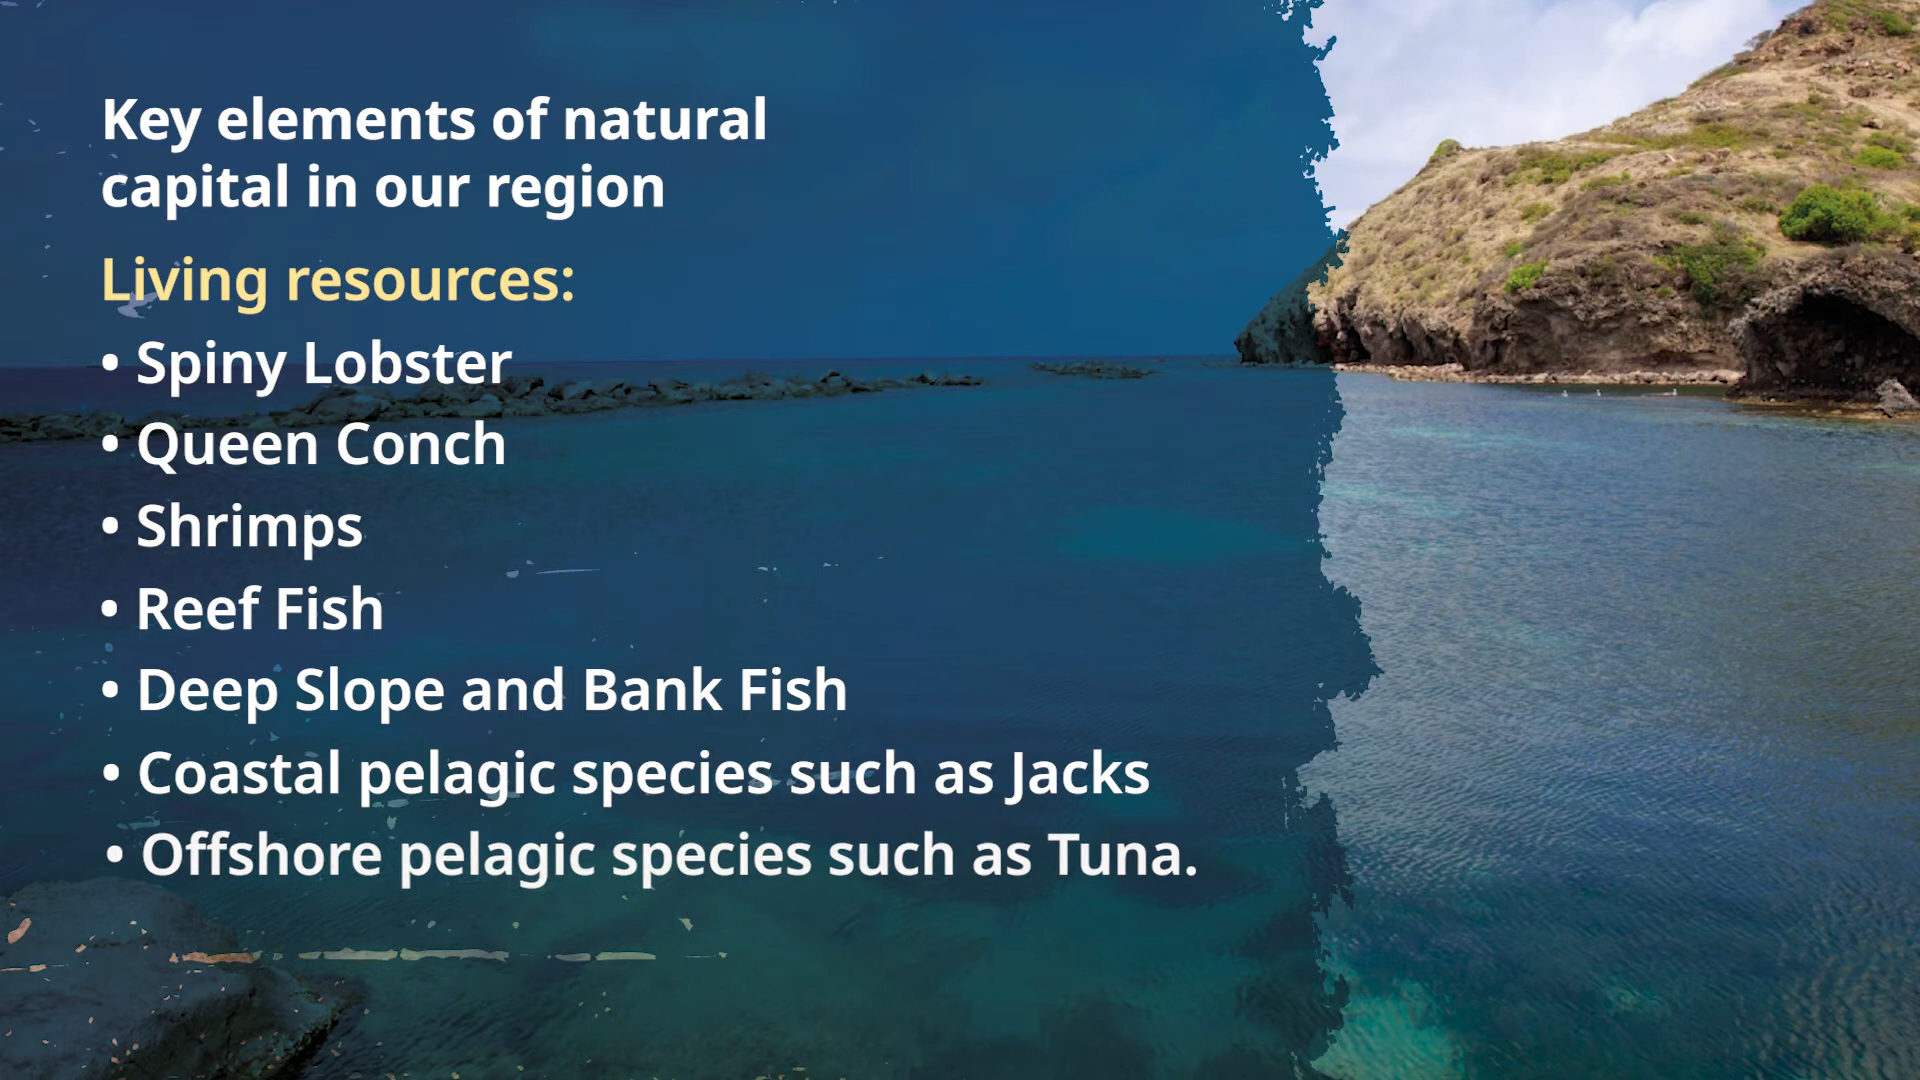 Key elements of natural
capital in our region
Living resources:
• Spiny Lobster
• Queen Conch
• Shrimps
• Reef Fish
• Deep Slope and Bank Fish
• Coastal pelagic species such as Jacks
• Offshore pelagic species such as Tuna.